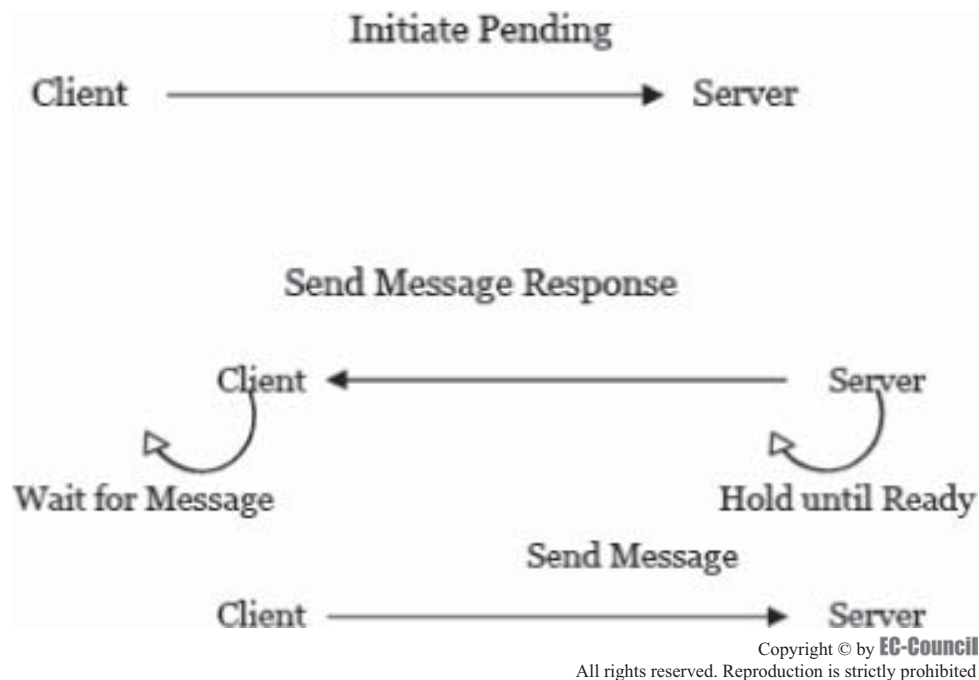 Initiate Pending
Client Server
Send Message Response
Client Server
Wait for Message Hold until Ready
Send Message
Client Server
Copyright © by EC-Council
All rights reserved. Reproduction is strictly prohibited